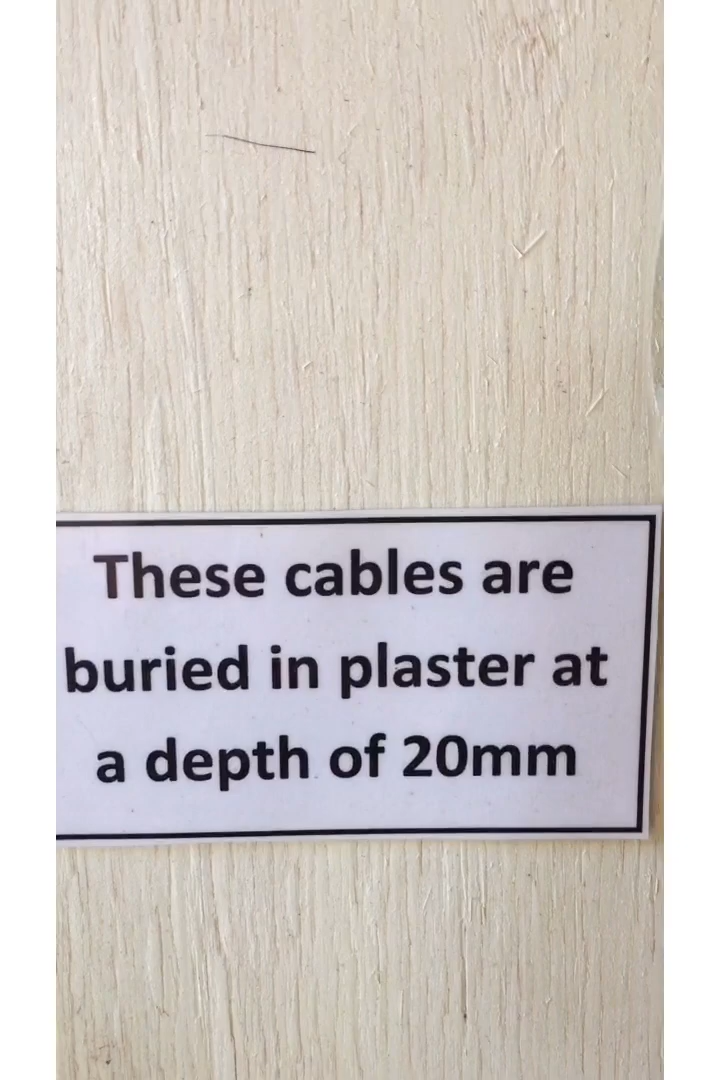 These cables are
buried in plaster at
a depth of 20mm